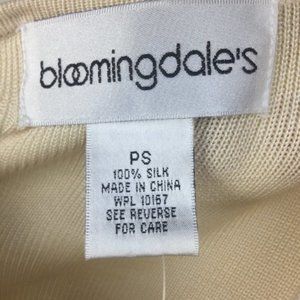 bloomingdale's
PS
100% SILK
MADE IN CHINA
WPL 10167
SEE REVERSE
FOR CARE